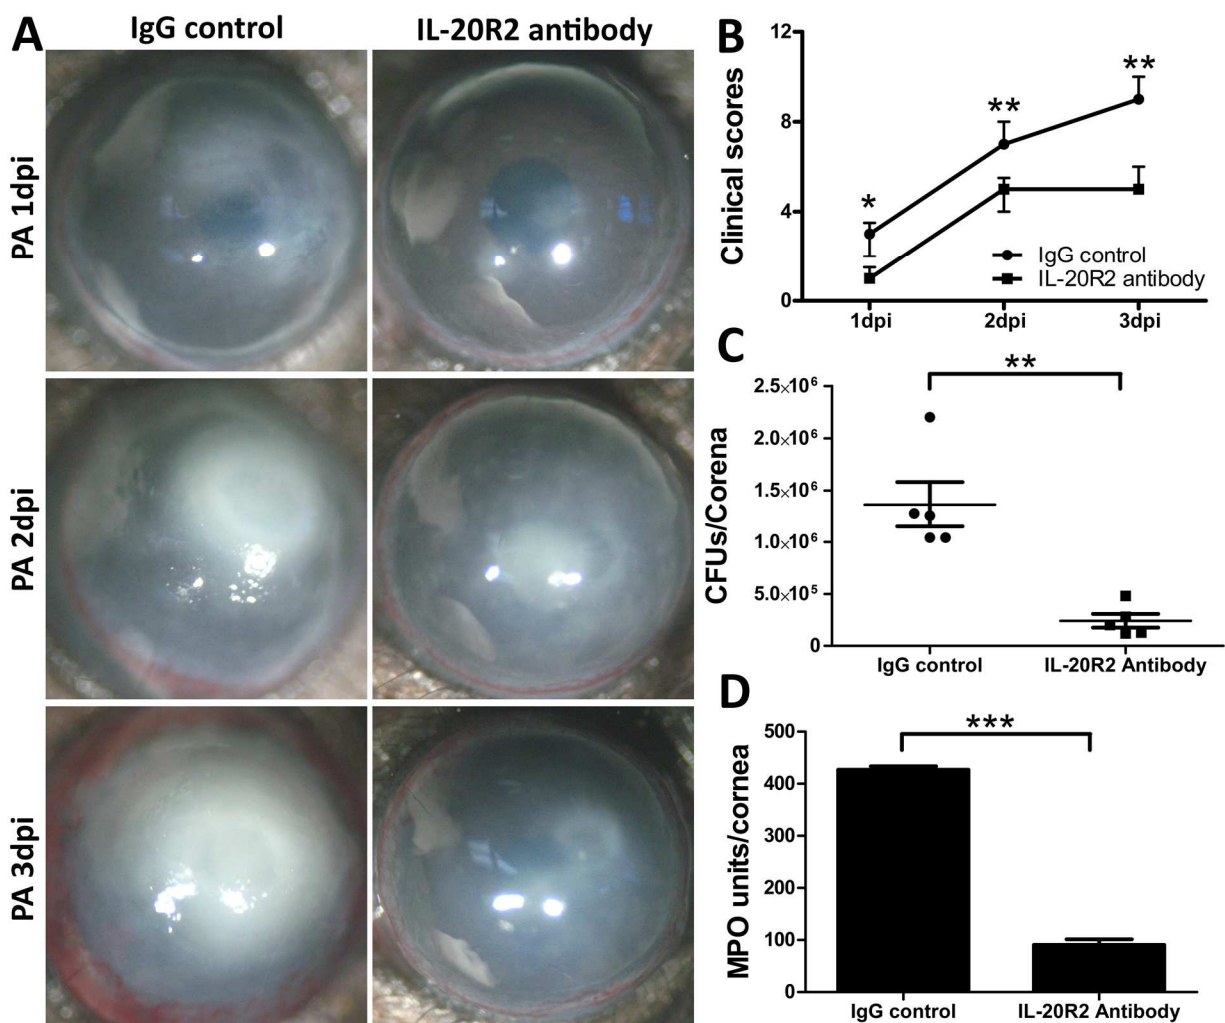 A
IgG control
IL-20R2 antibody
PA 1dpi
PA 2dpi
PA 3dpi
B
Clinical scores
12
8
4
0
*
**
**
IgG control
IL-20R2 antibody
1dpi
2dpi
3dpi
C
**
CFUs/Corena
2.5×10⁶
2.0×10⁶
1.5×10⁶
1.0×10⁶
5.0×10⁵
0
IgG control
IL-20R2 Antibody
D
***
MPO units/cornea
500
400
300
200
100
0
IgG control
IL-20R2 Antibody